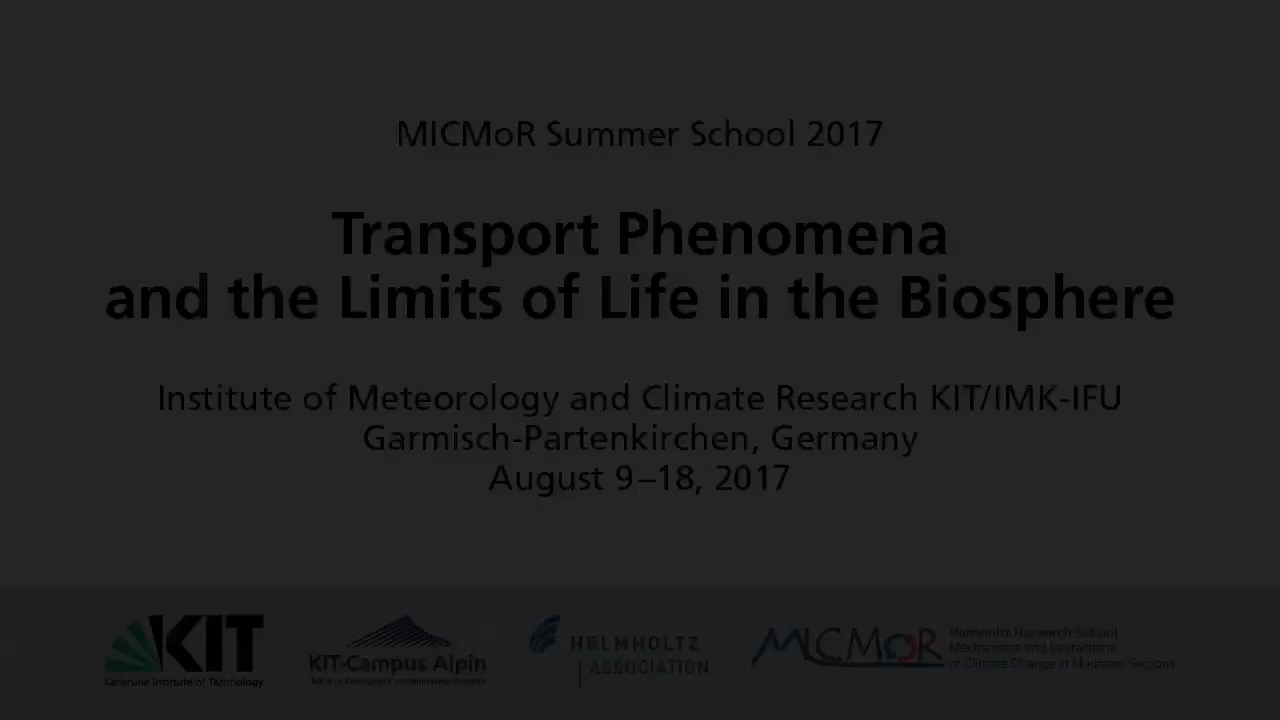 MICMoR Summer School 2017
Transport Phenomena
and the Limits of Life in the Biosphere
Institute of Meteorology and Climate Research KIT/IMK-IFU
Garmisch-Partenkirchen, Germany
August 9–18, 2017
KIT
Karlsruhe Institute of Technology
KIT-Campus Alpin
HELMHOLTZ
ASSOCIATION
MICMoR
Helmholtz Research School
Mechanisms and Interactions
of Climate Change in Mountain Regions